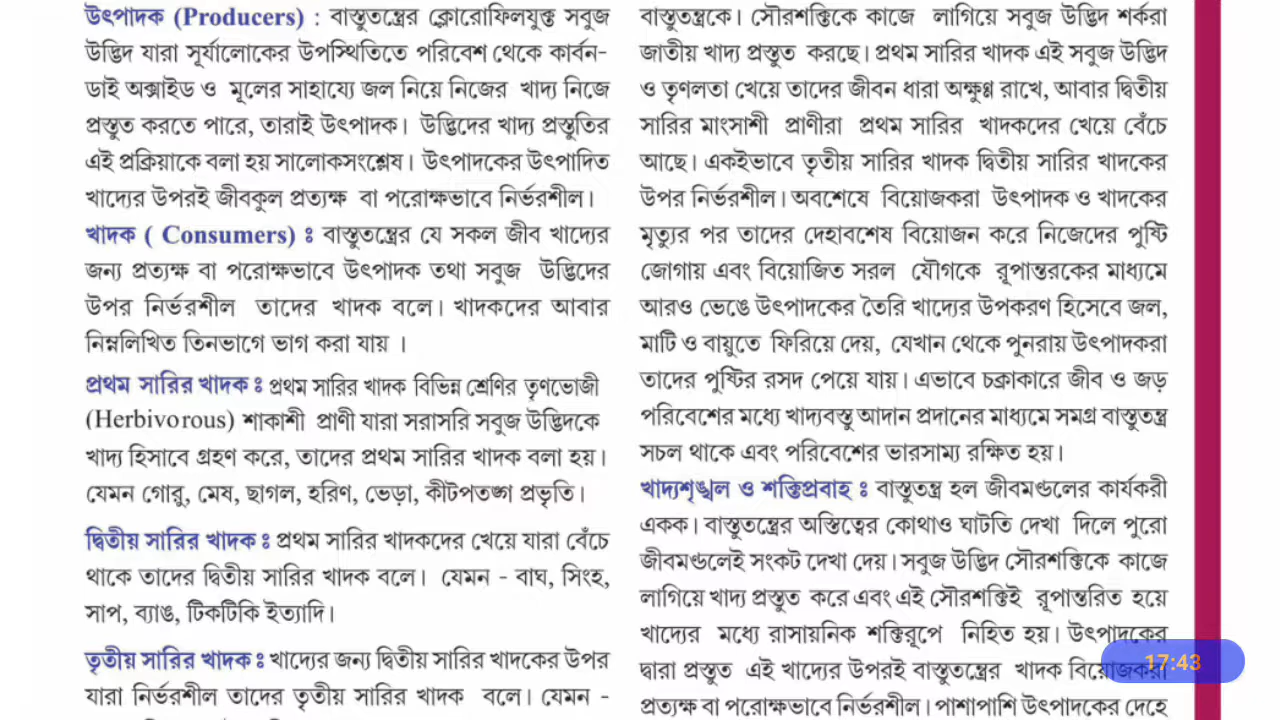 উৎপাদক (Producers) : বাস্তুতন্ত্রের ক্লোরোফিলযুক্ত সবুজ
উদ্ভিদ যারা সূর্যালোকের উপস্থিতিতে পরিবেশ থেকে কার্বন-
ডাই অক্সাইড ও মূলের সাহায্যে জল নিয়ে নিজের খাদ্য নিজে
প্রস্তুত করতে পারে, তারাই উৎপাদক। উদ্ভিদের খাদ্য প্রস্তুতির
এই প্রক্রিয়াকে বলা হয় সালোকসংশ্লেষ। উৎপাদকের উৎপাদিত
খাদ্যের উপরই জীবকুল প্রত্যক্ষ বা পরোক্ষভাবে নির্ভরশীল।
খাদক ( Consumers) ঃ বাস্তুতন্ত্রের যে সকল জীব খাদ্যের
জন্য প্রত্যক্ষ বা পরোক্ষভাবে উৎপাদক তথা সবুজ উদ্ভিদের
উপর নির্ভরশীল তাদের খাদক বলে। খাদকদের আবার
নিম্নলিখিত তিনভাগে ভাগ করা যায় ।
প্রথম সারির খাদক ঃ প্রথম সারির খাদক বিভিন্ন শ্রেণির তৃণভোজী
(Herbivorous) শাকাশী প্রাণী যারা সরাসরি সবুজ উদ্ভিদকে
খাদ্য হিসাবে গ্রহণ করে, তাদের প্রথম সারির খাদক বলা হয়।
যেমন গোরু, মেষ, ছাগল, হরিণ, ভেড়া, কীটপতঙ্গ প্রভৃতি।
দ্বিতীয় সারির খাদক ঃ প্রথম সারির খাদকদের খেয়ে যারা বেঁচে
থাকে তাদের দ্বিতীয় সারির খাদক বলে। যেমন - বাঘ, সিংহ,
সাপ, ব্যাঙ, টিকটিকি ইত্যাদি।
তৃতীয় সারির খাদক ঃ খাদ্যের জন্য দ্বিতীয় সারির খাদকের উপর
যারা নির্ভরশীল তাদের তৃতীয় সারির খাদক বলে। যেমন -
বাস্তুতন্ত্রকে। সৌরশক্তিকে কাজে লাগিয়ে সবুজ উদ্ভিদ শর্করা
জাতীয় খাদ্য প্রস্তুত করছে। প্রথম সারির খাদক এই সবুজ উদ্ভিদ
ও তৃণলতা খেয়ে তাদের জীবন ধারা অক্ষুণ্ণ রাখে, আবার দ্বিতীয়
সারির মাংসাশী প্রাণীরা প্রথম সারির খাদকদের খেয়ে বেঁচে
আছে। একইভাবে তৃতীয় সারির খাদক দ্বিতীয় সারির খাদকের
উপর নির্ভরশীল। অবশেষে বিয়োজকরা উৎপাদক ও খাদকের
মৃত্যুর পর তাদের দেহাবশেষ বিয়োজন করে নিজেদের পুষ্টি
জোগায় এবং বিয়োজিত সরল যৌগকে রূপান্তরকের মাধ্যমে
আরও ভেঙে উৎপাদকের তৈরি খাদ্যের উপকরণ হিসেবে জল,
মাটি ও বায়ুতে ফিরিয়ে দেয়, যেখান থেকে পুনরায় উৎপাদকরা
তাদের পুষ্টির রসদ পেয়ে যায়। এভাবে চক্রাকারে জীব ও জড়
পরিবেশের মধ্যে খাদ্যবস্তু আদান প্রদানের মাধ্যমে সমগ্র বাস্তুতন্ত্র
সচল থাকে এবং পরিবেশের ভারসাম্য রক্ষিত হয়।
খাদ্যশৃঙ্খল ও শক্তিপ্রবাহ ঃ বাস্তুতন্ত্র হল জীবমণ্ডলের কার্যকরী
একক। বাস্তুতন্ত্রের অস্তিত্বের কোথাও ঘাটতি দেখা দিলে পুরো
জীবমণ্ডলেই সংকট দেখা দেয়। সবুজ উদ্ভিদ সৌরশক্তিকে কাজে
লাগিয়ে খাদ্য প্রস্তুত করে এবং এই সৌরশক্তিই রূপান্তরিত হয়ে
খাদ্যের মধ্যে রাসায়নিক শক্তিরূপে নিহিত হয়। উৎপাদকের
দ্বারা প্রস্তুত এই খাদ্যের উপরই বাস্তুতন্ত্রের খাদক বিয়োজকরা
প্রত্যক্ষ বা পরোক্ষভাবে নির্ভরশীল। পাশাপাশি উৎপাদকের দেহে
17:43